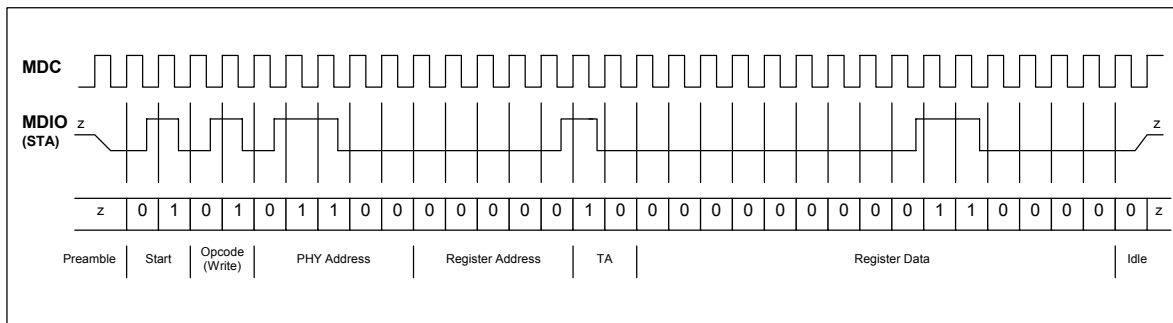 MDC
MDIO z z
(STA)
z 0 1 0 1 0 1 1 0 0 0 0 0 0 0 1 0 0 0 0 0 0 0 0 0 0 1 1 0 0 0 0 0 z
Preamble Start Opcode PHY Address Register Address TA Register Data Idle
(Write)